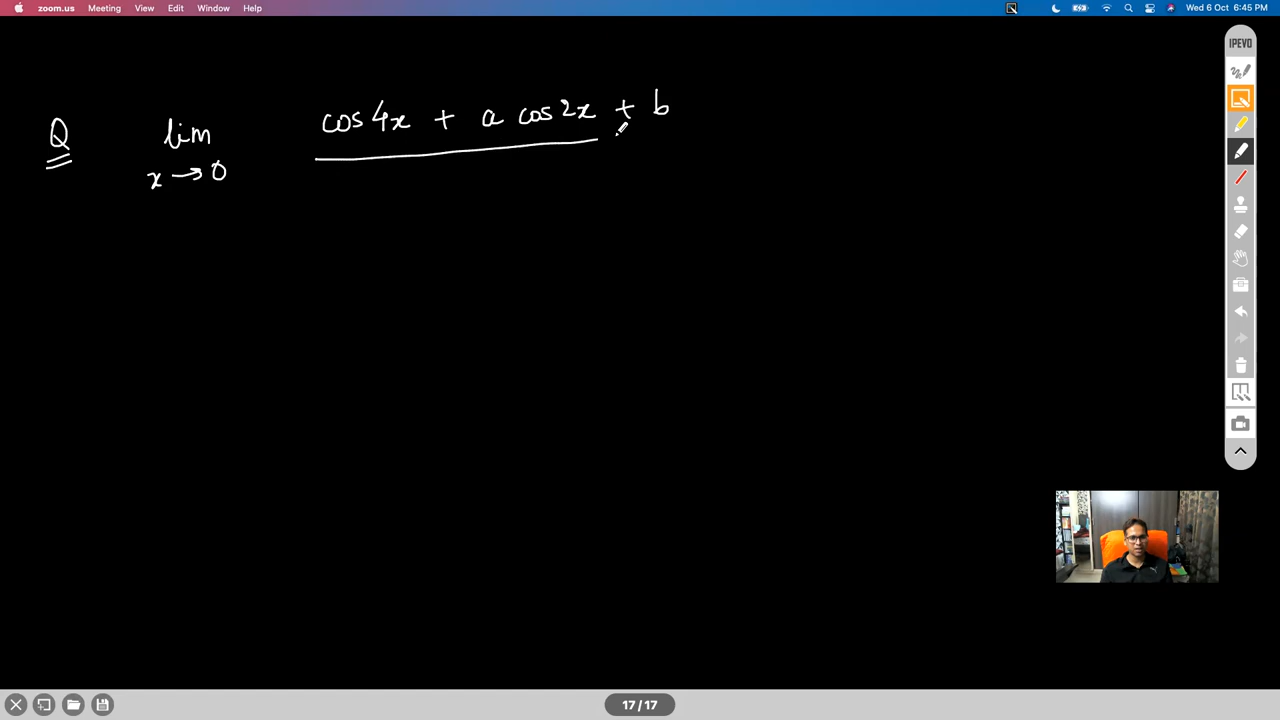 zoom.us Meeting View Edit Window Help Wed 6 Oct 6:45 PM
IPEVO
Q lim cos 4x + a cos 2x + b
x → 0
17/17